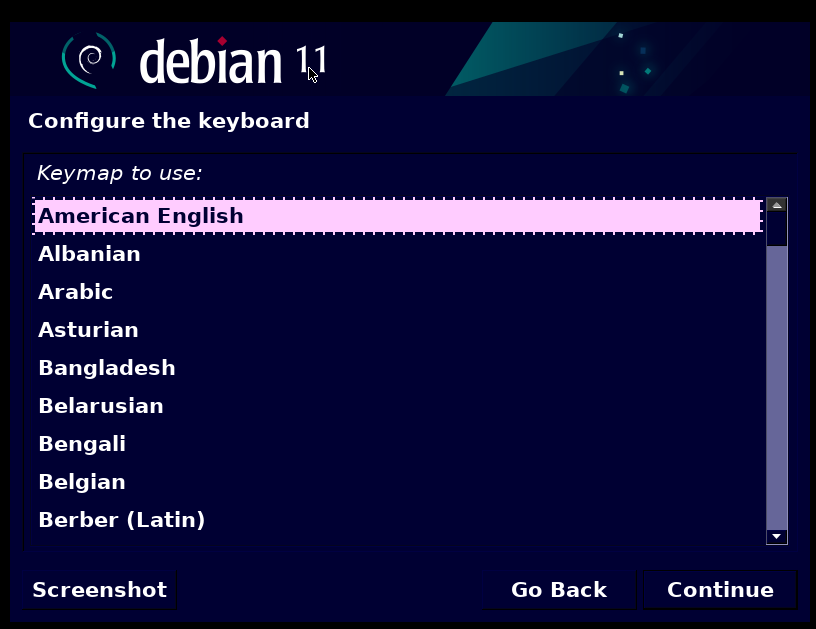 debian 11
Configure the keyboard
Keymap to use:
American English
Albanian
Arabic
Asturian
Bangladesh
Belarusian
Bengali
Belgian
Berber (Latin)
Screenshot
Go Back
Continue